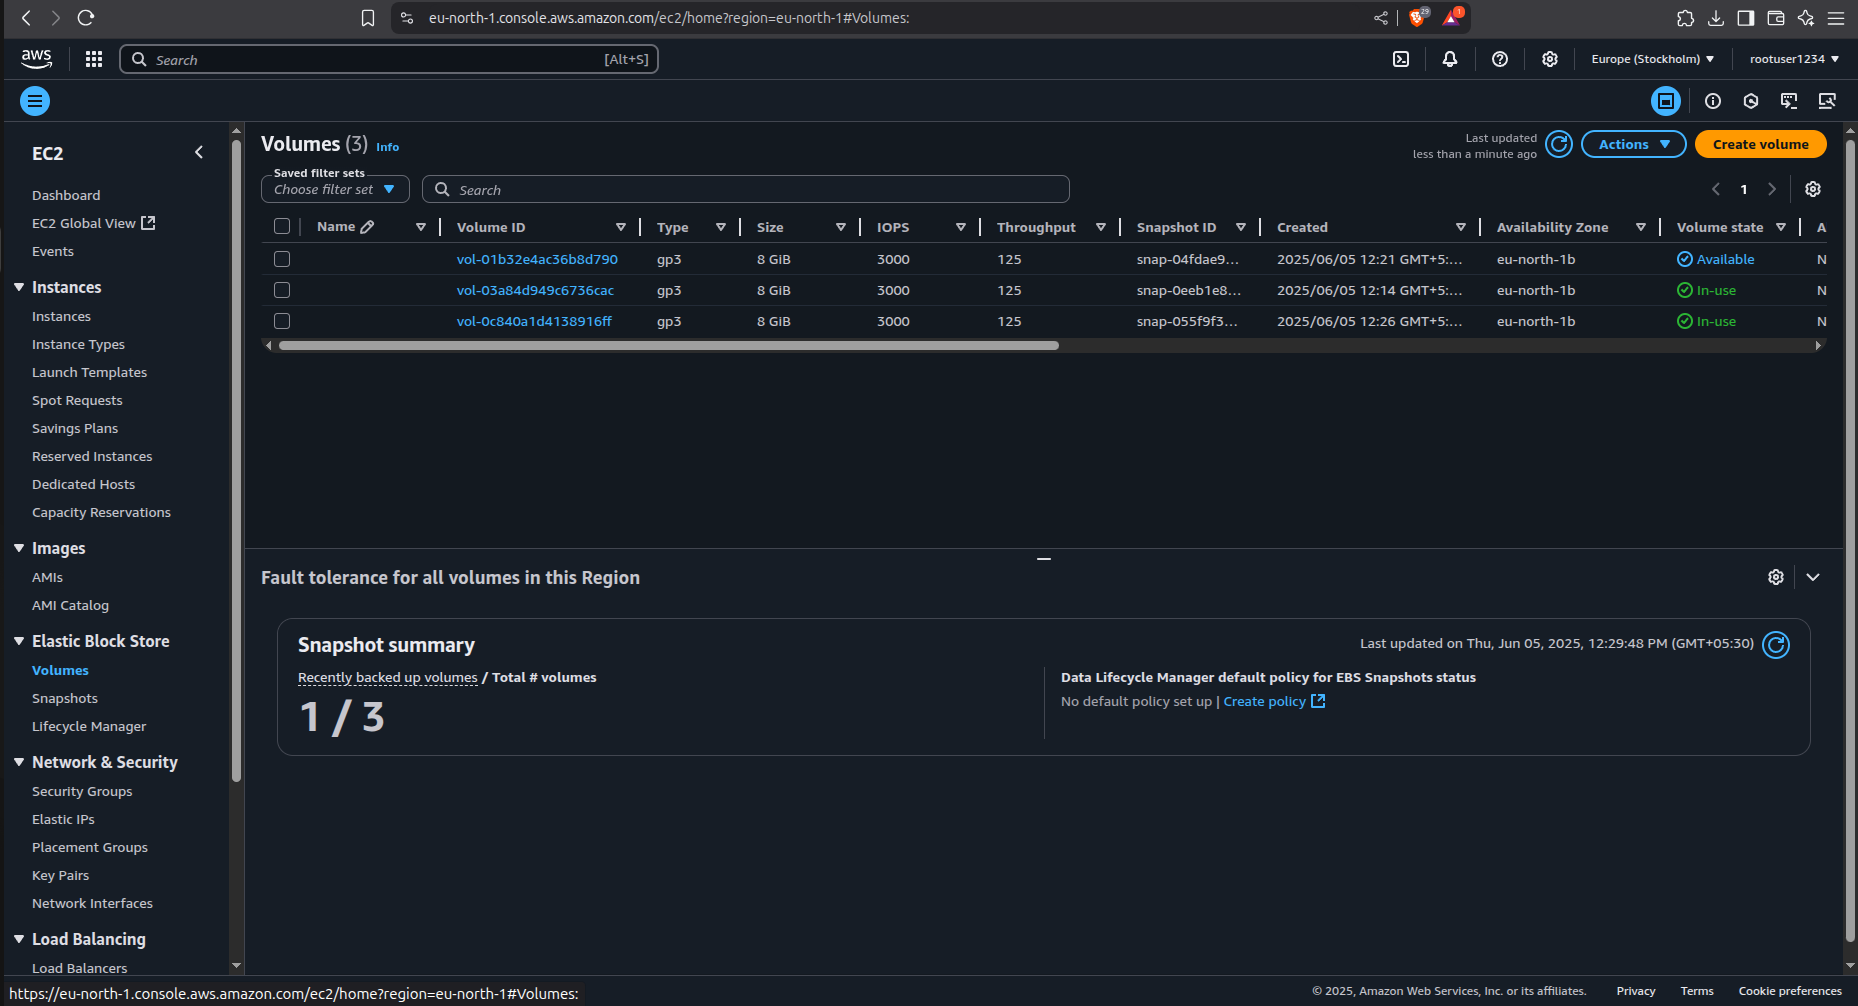 eu-north-1.console.aws.amazon.com/ec2/home?region=eu-north-1#Volumes:
29
1
aws
Search
[Alt+S]
Europe (Stockholm)
rootuser1234
EC2
Dashboard
EC2 Global View
Events
Instances
Instances
Instance Types
Launch Templates
Spot Requests
Savings Plans
Reserved Instances
Dedicated Hosts
Capacity Reservations
Images
AMIs
AMI Catalog
Elastic Block Store
Volumes
Snapshots
Lifecycle Manager
Network & Security
Security Groups
Elastic IPs
Placement Groups
Key Pairs
Network Interfaces
Load Balancing
Load Balancers
Volumes (3) Info
Last updated
less than a minute ago
Actions
Create volume
Saved filter sets
Choose filter set
Search
1
Name Volume ID Type Size IOPS Throughput Snapshot ID Created Availability Zone Volume state A
vol-01b32e4ac36b8d790 gp3 8 GiB 3000 125 snap-04fdae9... 2025/06/05 12:21 GMT+5:... eu-north-1b Available N
vol-03a84d949c6736cac gp3 8 GiB 3000 125 snap-0eeb1e8... 2025/06/05 12:14 GMT+5:... eu-north-1b In-use N
vol-0c840a1d4138916ff gp3 8 GiB 3000 125 snap-055f9f3... 2025/06/05 12:26 GMT+5:... eu-north-1b In-use N
Fault tolerance for all volumes in this Region
Snapshot summary
Last updated on Thu, Jun 05, 2025, 12:29:48 PM (GMT+05:30)
Recently backed up volumes / Total # volumes
1 / 3
Data Lifecycle Manager default policy for EBS Snapshots status
No default policy set up | Create policy
https://eu-north-1.console.aws.amazon.com/ec2/home?region=eu-north-1#Volumes:
© 2025, Amazon Web Services, Inc. or its affiliates.
Privacy
Terms
Cookie preferences